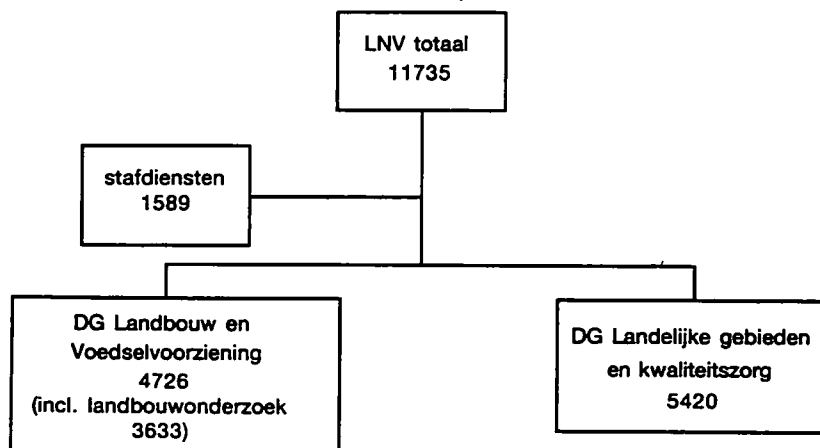 LNV totaal
11735
stafdiensten
1589
DG Landbouw en
Voedselvoorziening
4726
(incl. landbouwonderzoek
3633)
DG Landelijke gebieden
en kwaliteitszorg
5420